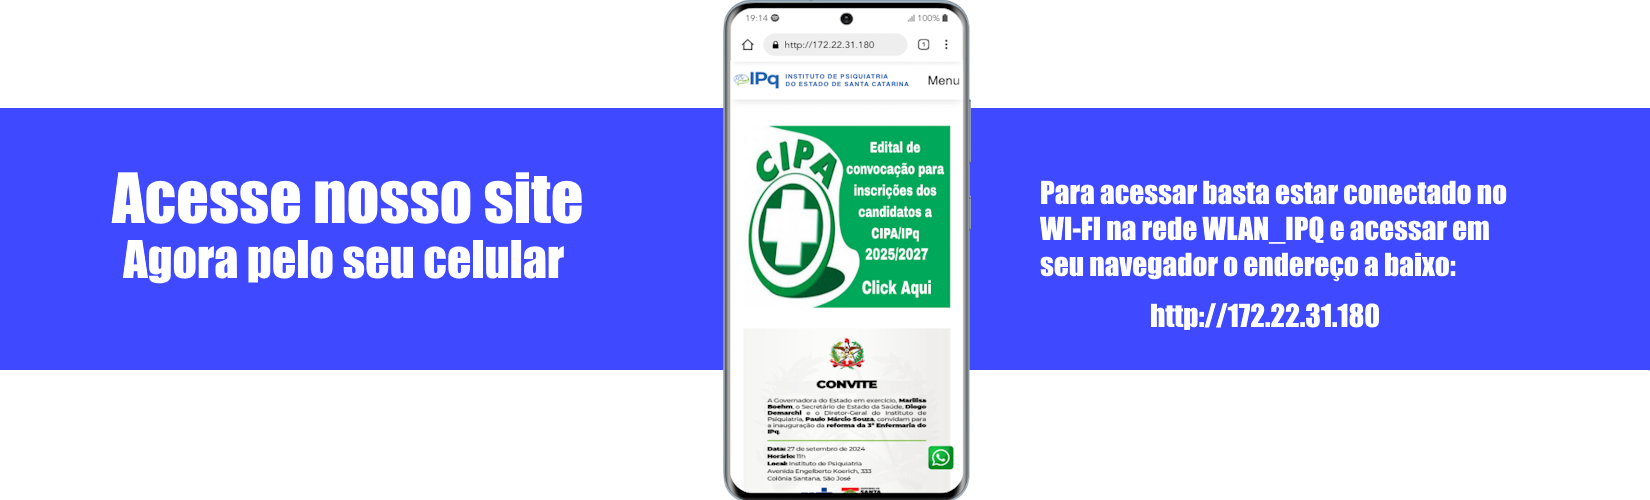 Acesse nosso site
Agora pelo seu celular
19:14
100%
http://172.22.31.180
1
IPq
INSTITUTO DE PSIQUIATRIA
DO ESTADO DE SANTA CATARINA
Menu
CIPA
Edital de
convocação para
inscrições dos
candidatos a
CIPA/IPq
2025/2027
Click Aqui
CONVITE
A Governadora do Estado em exercício, Marilisa
Boehm, o Secretário de Estado da Saúde, Diogo
Demarchi e o Diretor-Geral do Instituto de
Psiquiatria, Paulo Márcio Souza, convidam para
a inauguração da reforma da 3ª Enfermaria do
IPq.
Data: 27 de setembro de 2024
Horário: 11h
Local: Instituto de Psiquiatria
Avenida Engelberto Koerich, 333
Colônia Santana, São José
SANTA
Para acessar basta estar conectado no
WI-FI na rede WLAN_IPQ e acessar em
seu navegador o endereço a baixo:
http://172.22.31.180